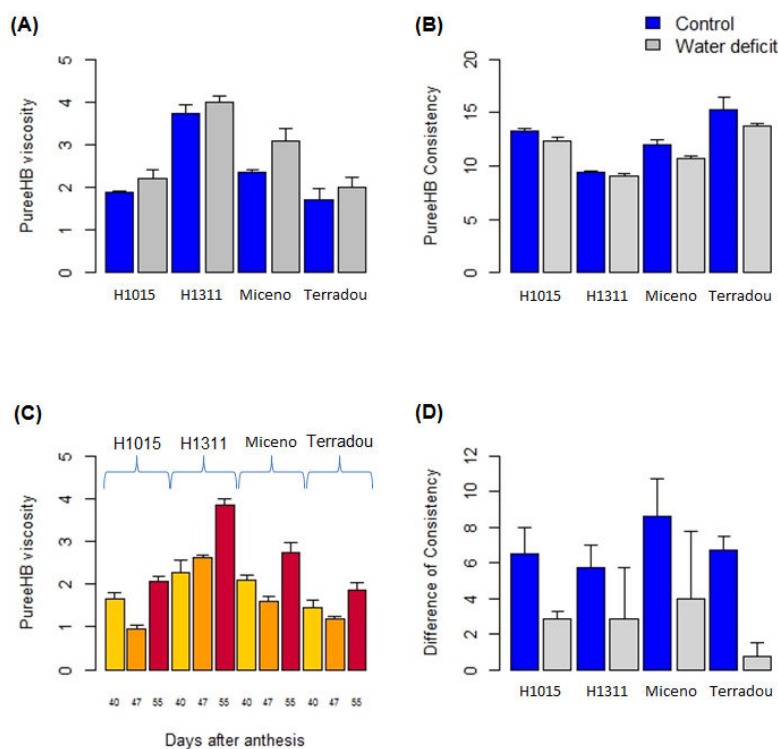 (A)
(B)
Control
Water deficit
PureeHB viscosity
0 1 2 3 4 5
H1015 H1311 Miceno Terradou
PureeHB Consistency
0 5 10 15 20
H1015 H1311 Miceno Terradou
(C)
H1015 H1311 Miceno Terradou
PureeHB viscosity
0 1 2 3 4 5
40 47 55 40 47 55 40 47 55 40 47 55
Days after anthesis
(D)
Difference of Consistency
0 2 4 6 8 10 12
H1015 H1311 Miceno Terradou